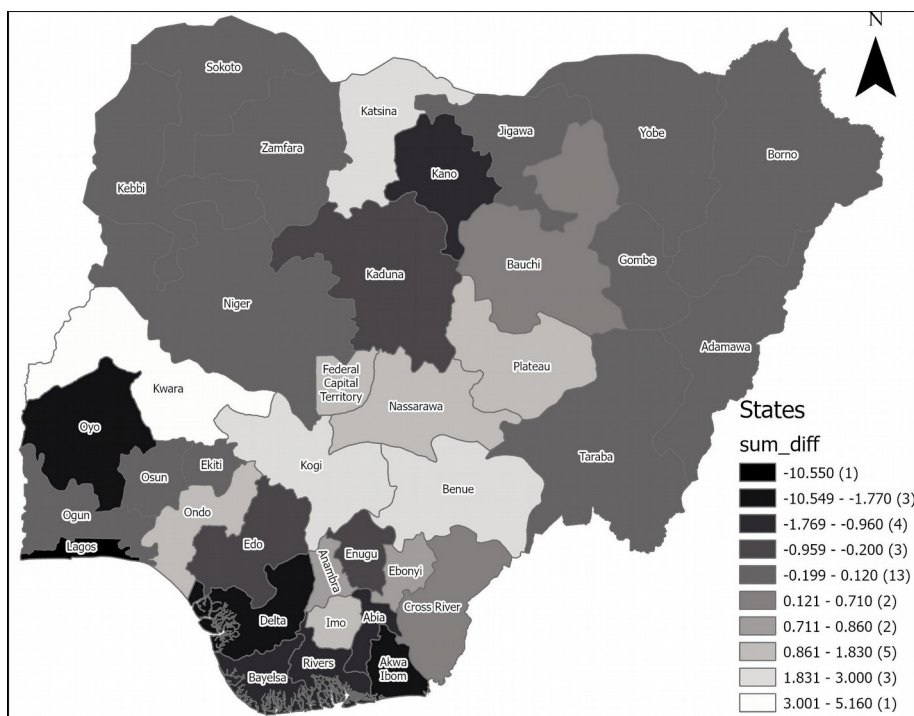 N
Sokoto
Katsina
Zamfara
Jigawa
Yobe
Borno
Kano
Kebbi
Kaduna
Bauchi
Gombe
Niger
Adamawa
Federal
Capital
Territory
Plateau
Kwara
Nassarawa
Oyo
Kogi
Benue
Taraba
Osun
Ekiti
Ogun
Ondo
Lagos
Edo
Anambra
Enugu
Ebonyi
Cross River
Delta
Imo
Abia
Bayelsa
Rivers
Akwa
Ibom
States
sum_diff
-10.550 (1)
-10.549 - -1.770 (3)
-1.769 - -0.960 (4)
-0.959 - -0.200 (3)
-0.199 - 0.120 (13)
0.121 - 0.710 (2)
0.711 - 0.860 (2)
0.861 - 1.830 (5)
1.831 - 3.000 (3)
3.001 - 5.160 (1)